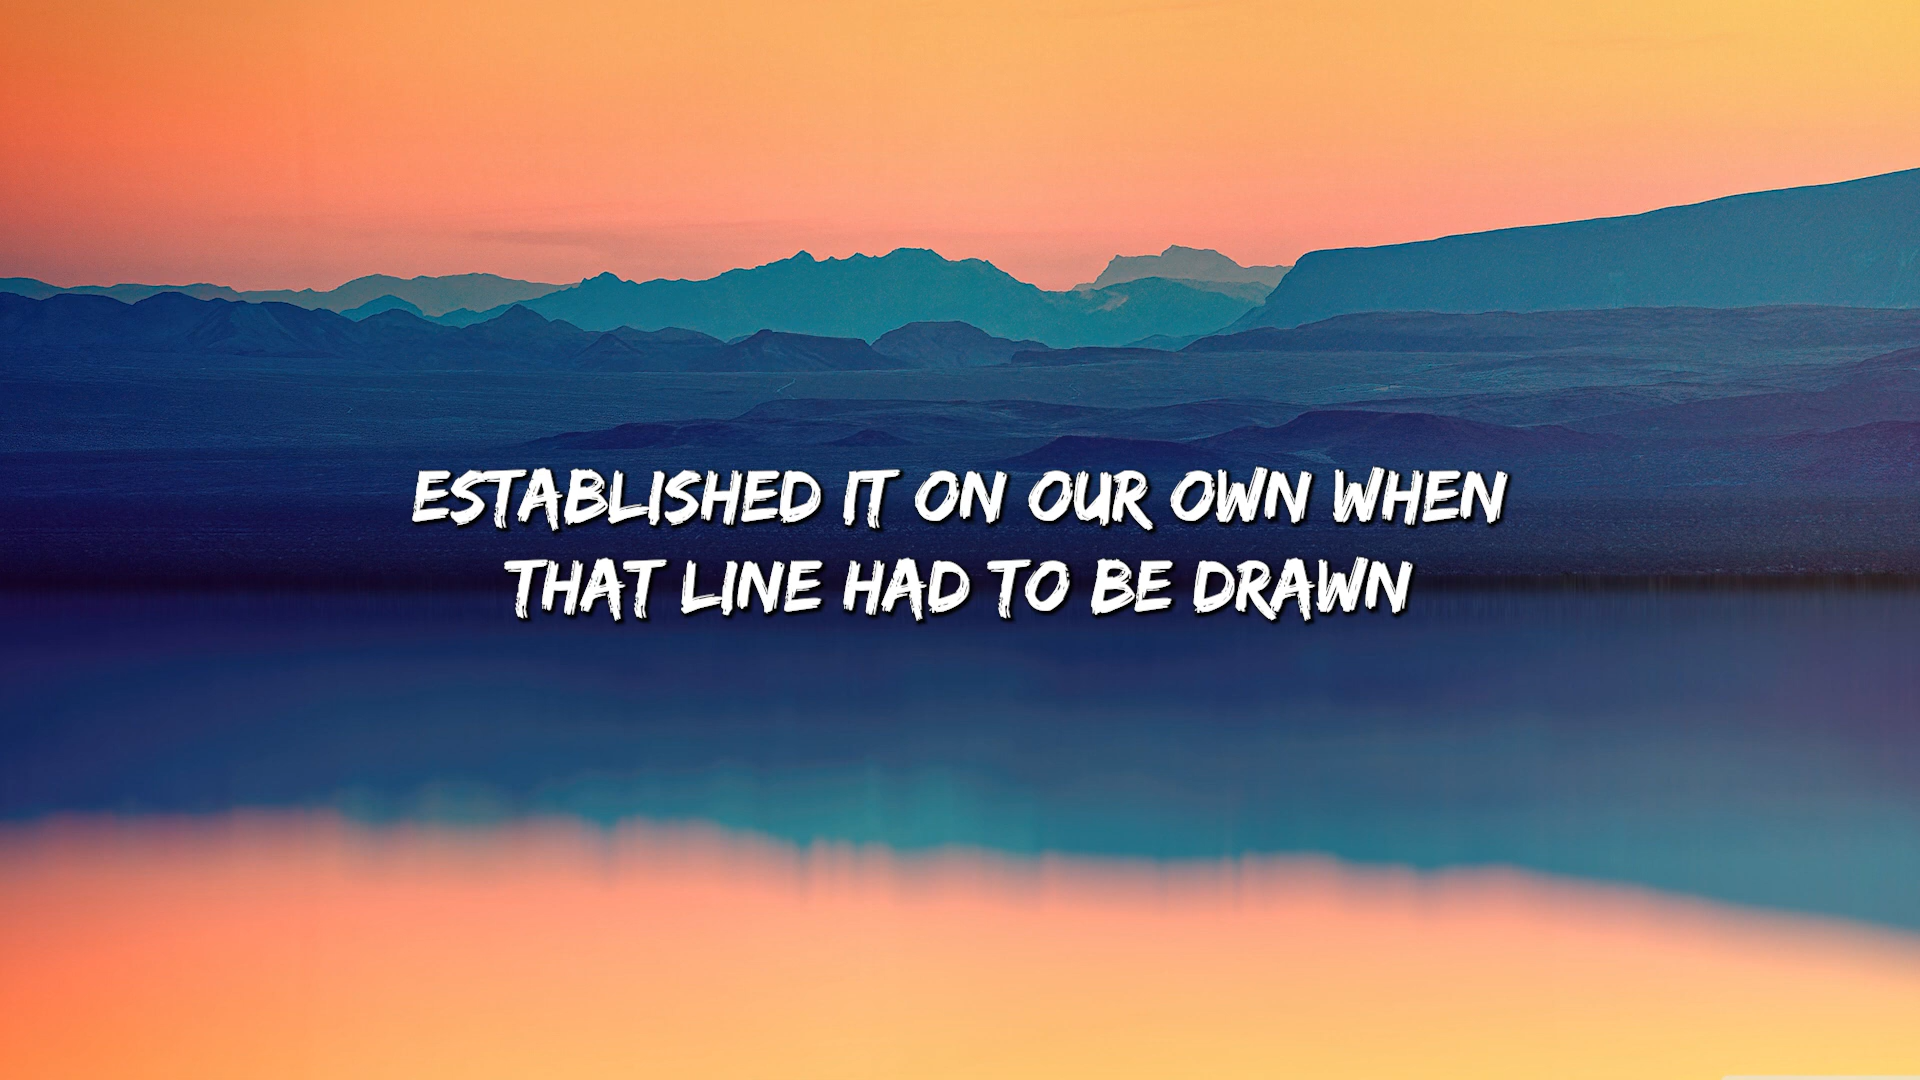 ESTABLISHED IT ON OUR OWN WHEN
THAT LINE HAD TO BE DRAWN